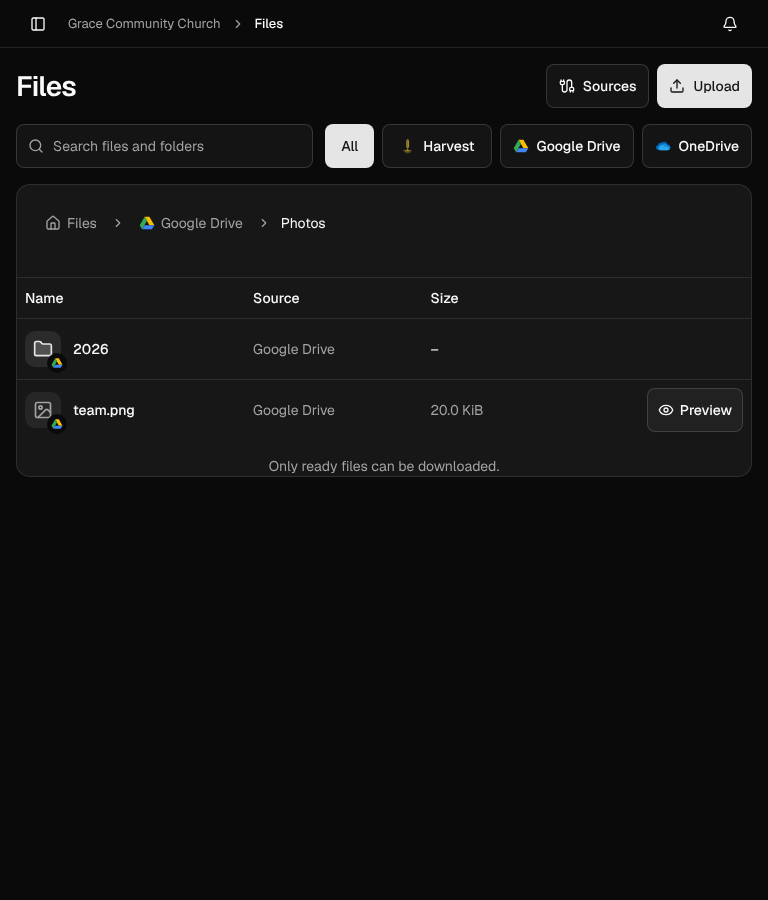 Grace Community Church > Files
Files
Sources
Upload
Search files and folders
All
Harvest
Google Drive
OneDrive
Files > Google Drive > Photos
Name Source Size
2026 Google Drive –
team.png Google Drive 20.0 KiB Preview
Only ready files can be downloaded.